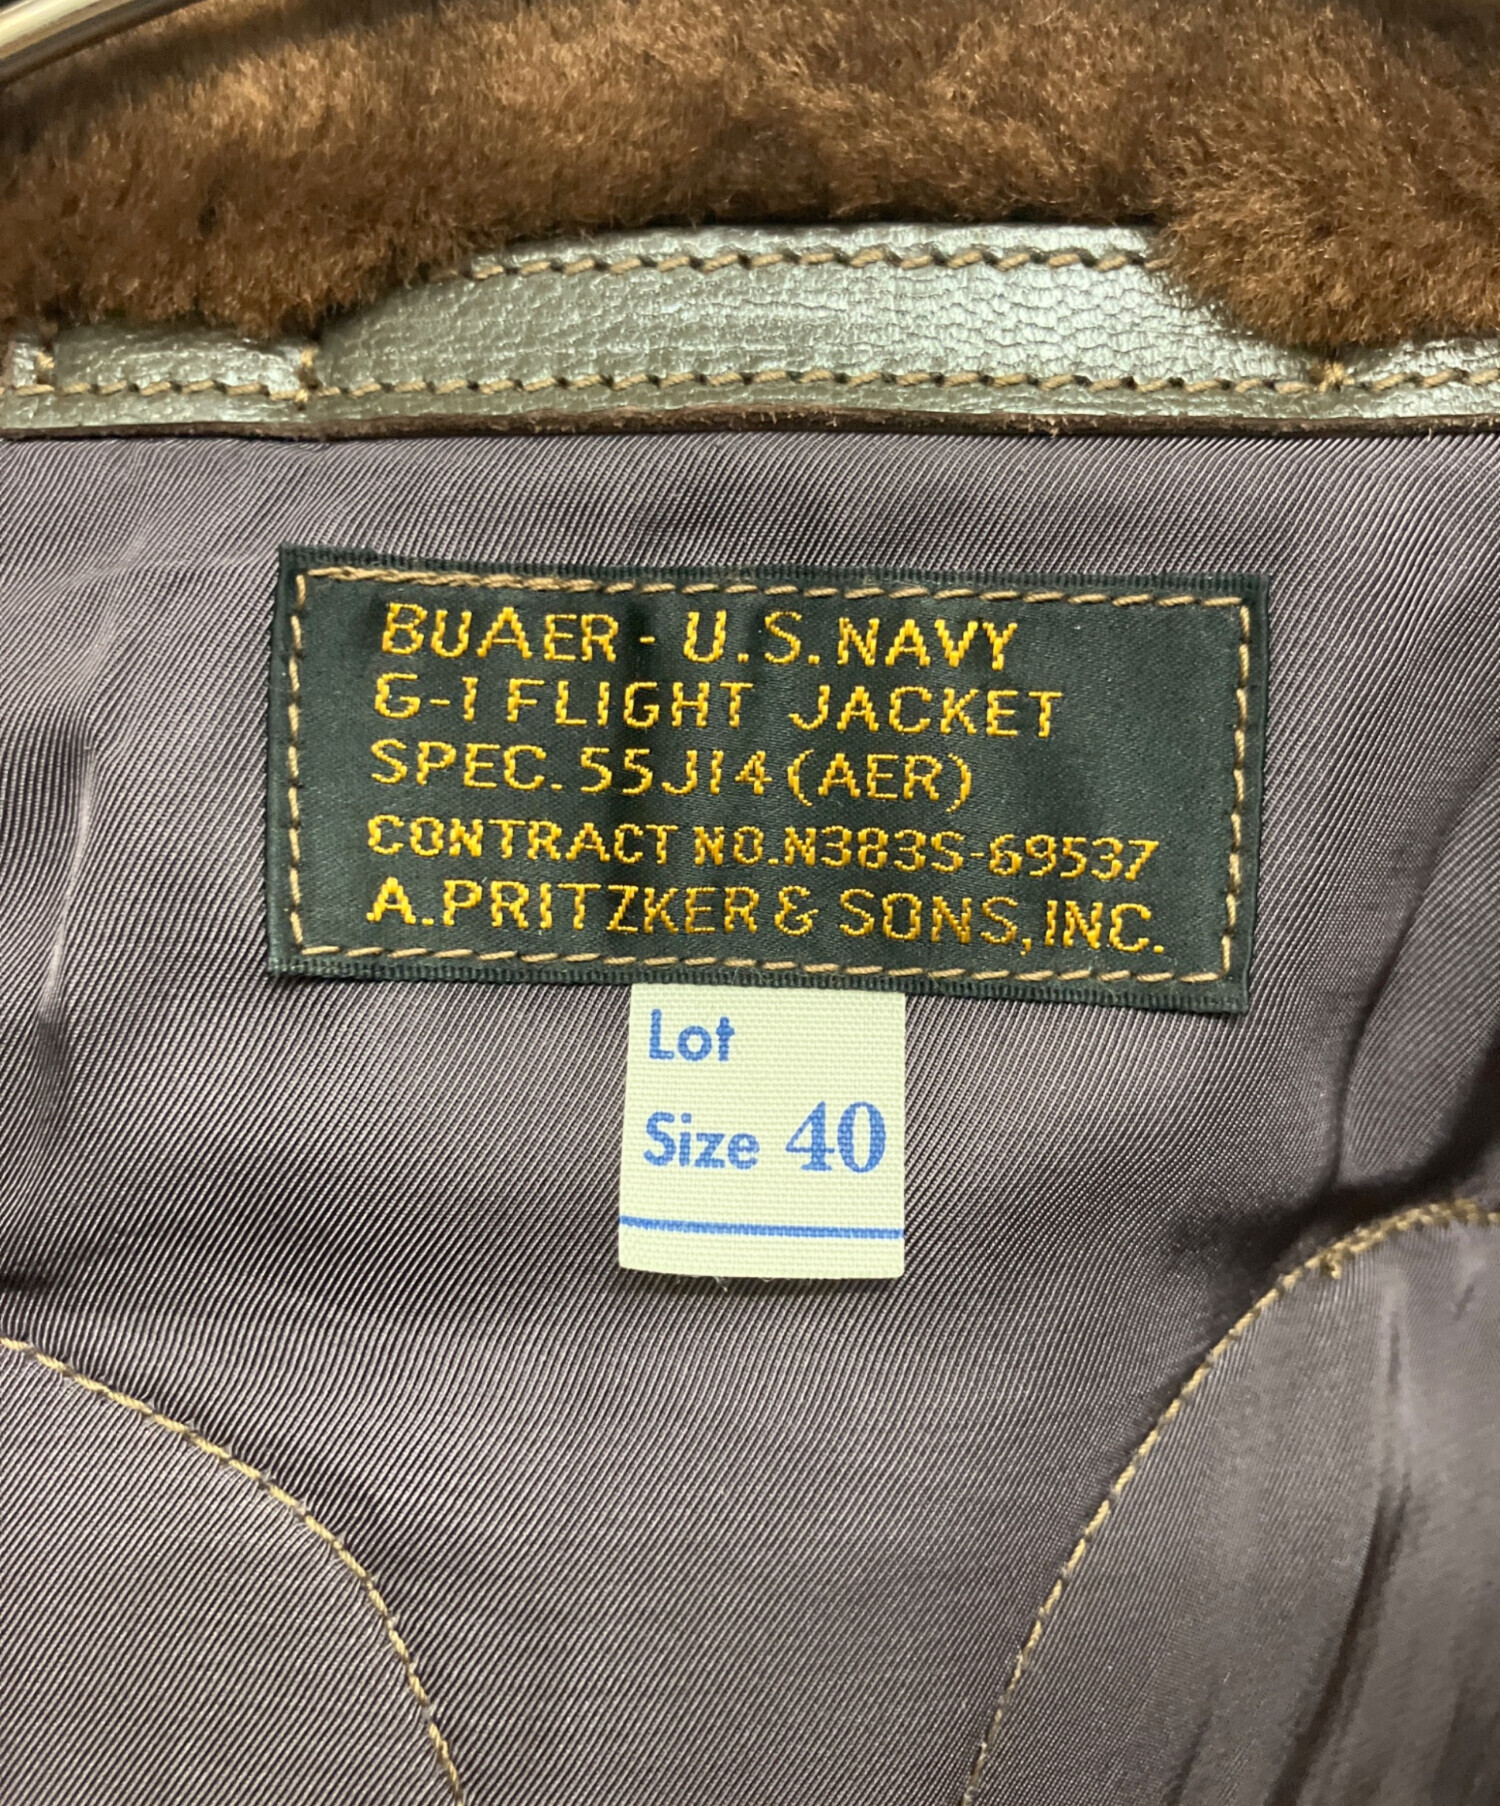 BUAER - U.S. NAVY
G-1 FLIGHT JACKET
SPEC. 55J14 (AER)
CONTRACT NO. N383S-69537
A. PRITZKER & SONS, INC.
Lot
Size 40